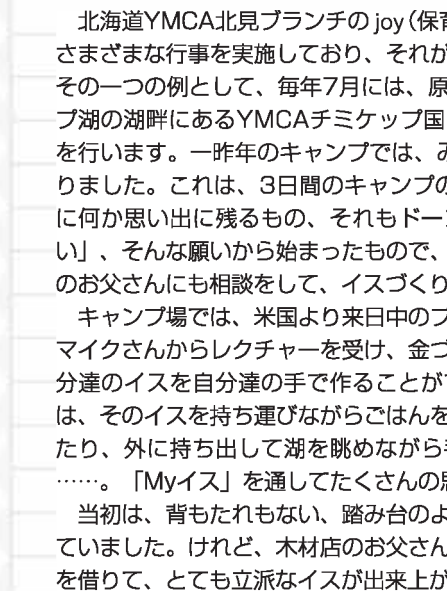 北海道YMCA北見ブランチのjoy（保育
さまざまな行事を実施しており、それが
その一つの例として、毎年7月には、原
プ湖の湖畔にあるYMCAチミケップ国
を行います。一昨年のキャンプでは、み
りました。これは、3日間のキャンプの
に何か思い出に残るもの、それもドー
い」、そんな願いから始まったもので、
のお父さんにも相談をして、イスづくり
　キャンプ場では、米国より来日中のフ
マイクさんからレクチャーを受け、金づ
分達のイスを自分達の手で作ることが
は、そのイスを持ち運びながらごはんを
たり、外に持ち出して湖を眺めながら
……。「Myイス」を通してたくさんの思
　当初は、背もたれもない、踏み台のよ
ていました。けれど、木材店のお父さん
を借りて、とても立派なイスが出来上が